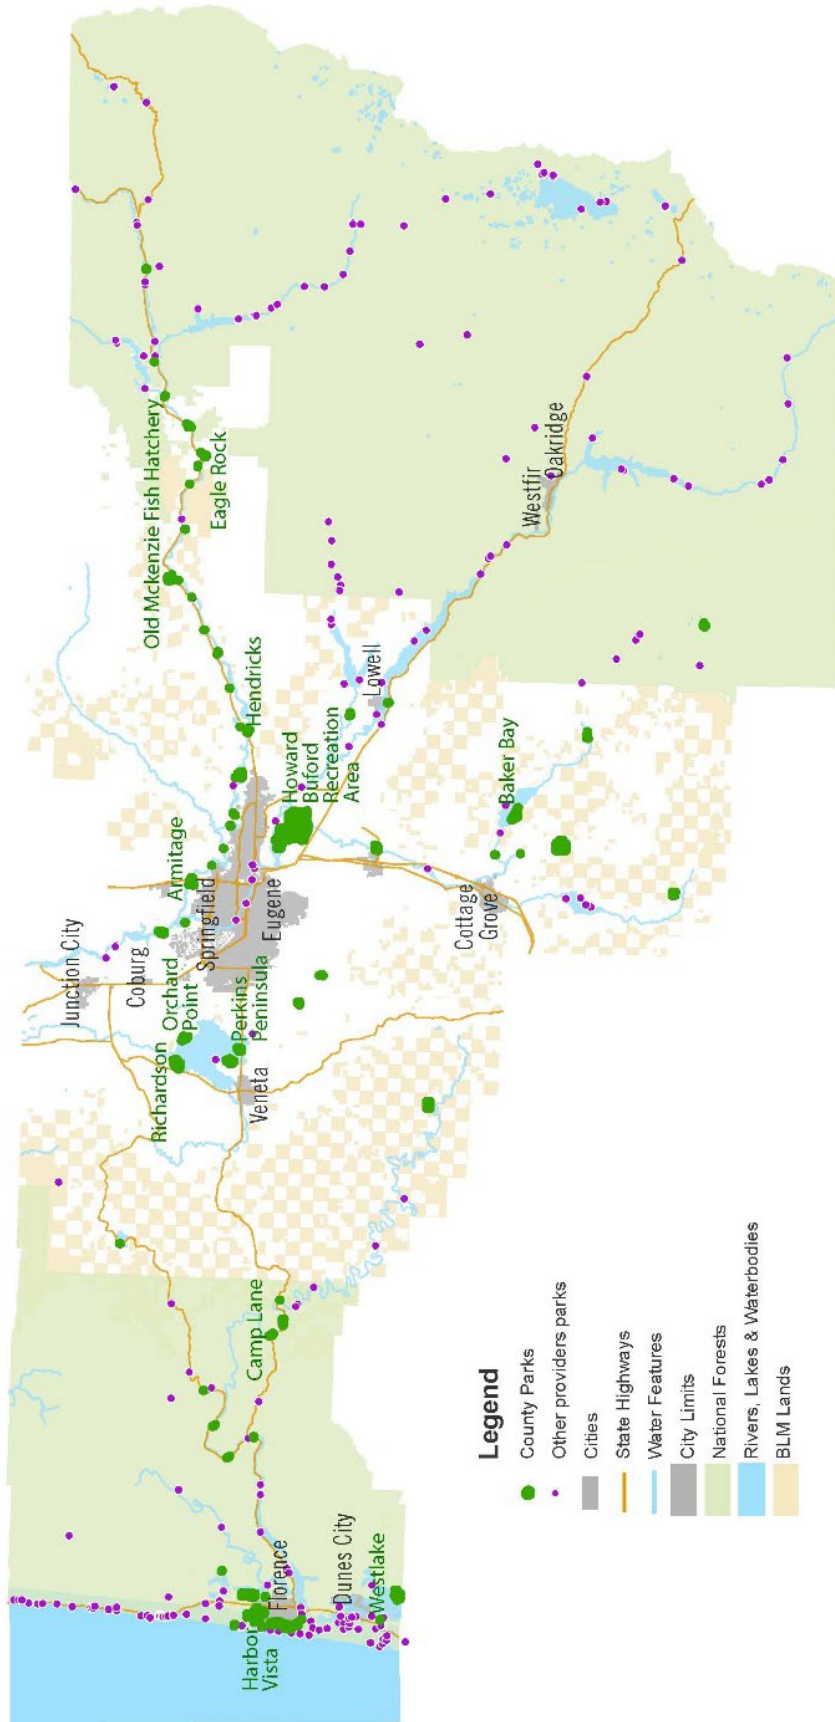 Harbor
Vista
Florence
Dunes City
Westlake
Camp Lane
Richardson
Orchard
Point
Perkins
Peninsula
Veneta
Junction City
Coburg
Springfield
Eugene
Armitage
Howard
Buford
Recreation
Area
Hendricks
Old Mckenzie Fish Hatchery
Eagle Rock
Lowell
Cottage
Grove
Baker Bay
Westfir
Oakridge
Legend
County Parks
Other providers parks
Cities
State Highways
Water Features
City Limits
National Forests
Rivers, Lakes & Waterbodies
BLM Lands